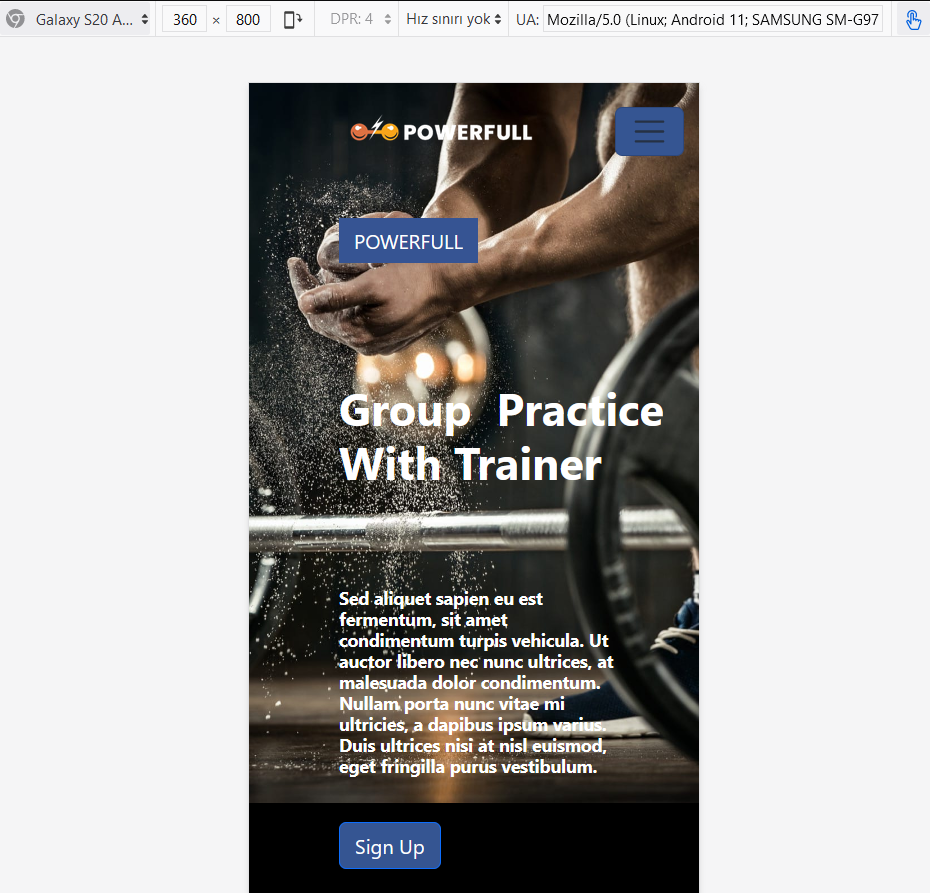 Galaxy S20 A...
360 × 800
DPR: 4
Hız sınırı yok
UA: Mozilla/5.0 (Linux; Android 11; SAMSUNG SM-G97
POWERFULL
POWERFULL
Group Practice
With Trainer
Sed aliquet sapien eu est
fermentum, sit amet
condimentum turpis vehicula. Ut
auctor libero nec nunc ultrices, at
malesuada dolor condimentum.
Nullam porta nunc vitae mi
ultricies, a dapibus ipsum varius.
Duis ultrices nisi at nisl euismod,
eget fringilla purus vestibulum.
Sign Up